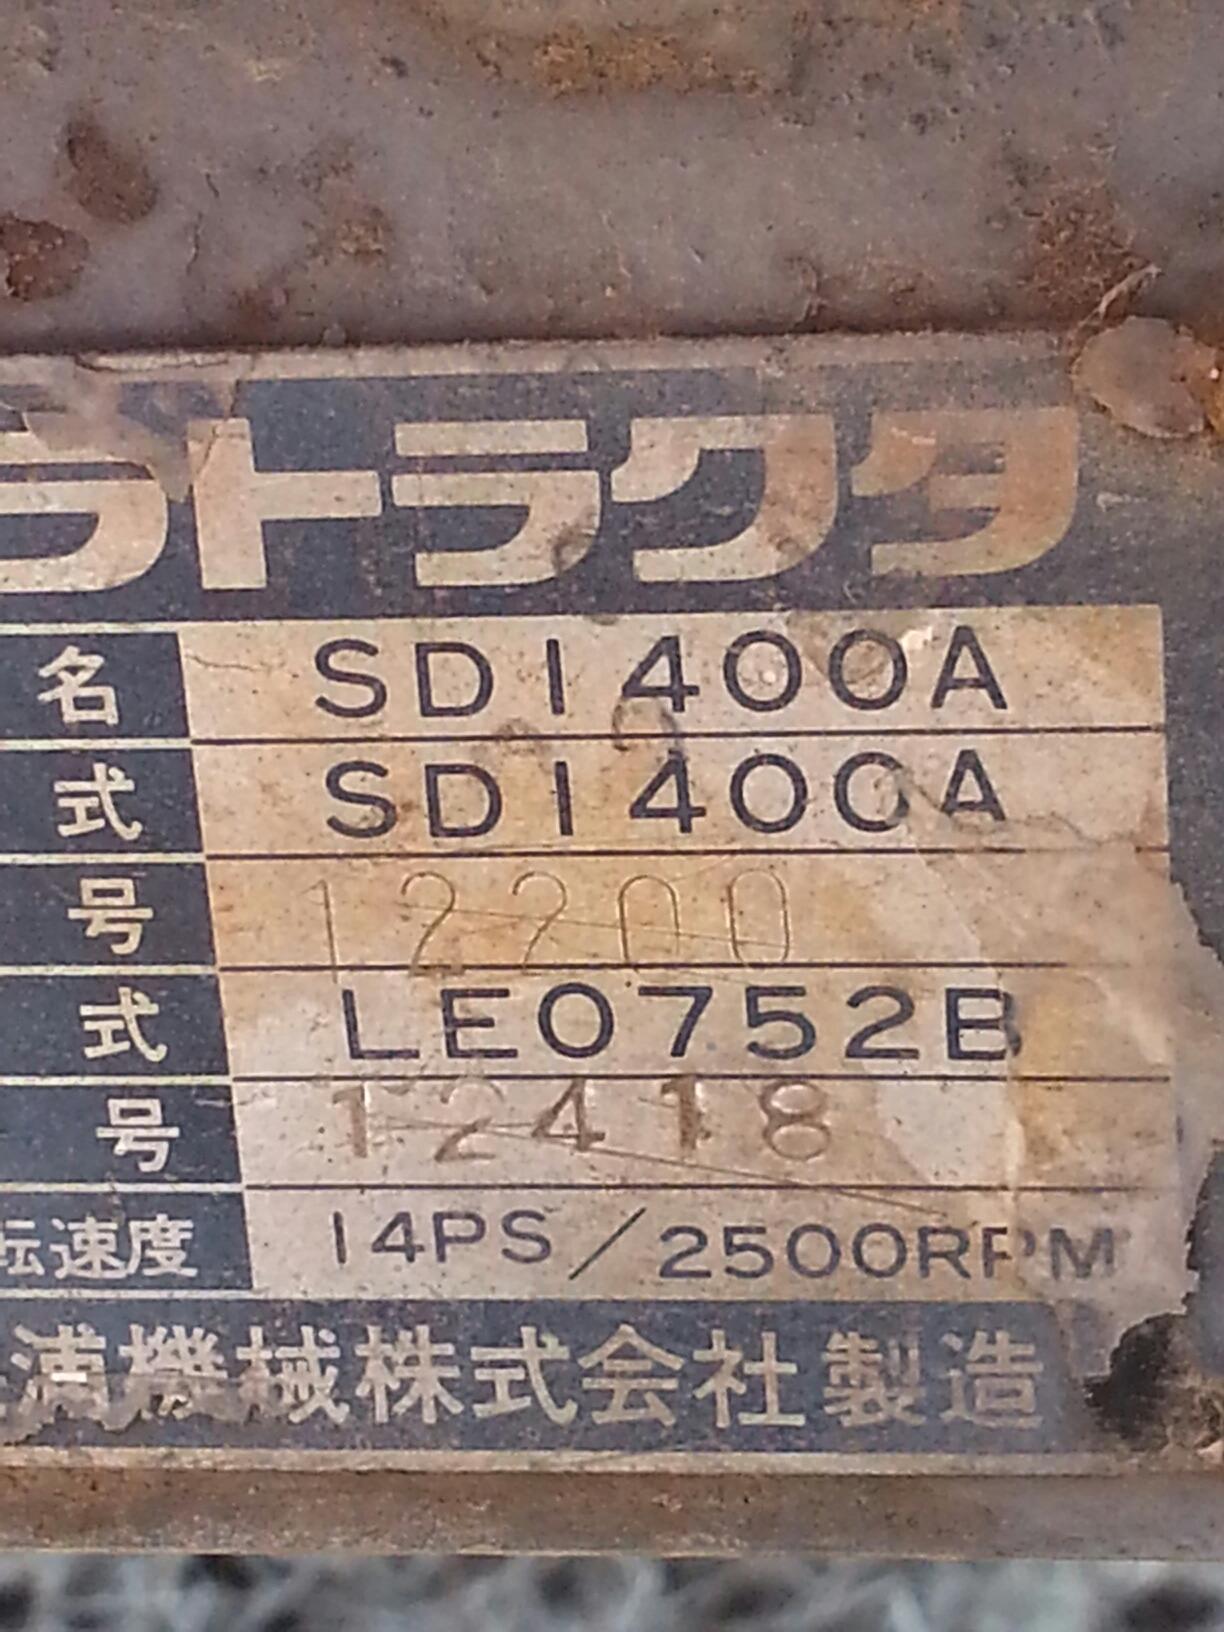 トラクタ
名 SD1400A
式 SD1400A
号 12200
式 LE0752B
号 12418
転速度 14PS/2500RPM
浦機械株式会社製造